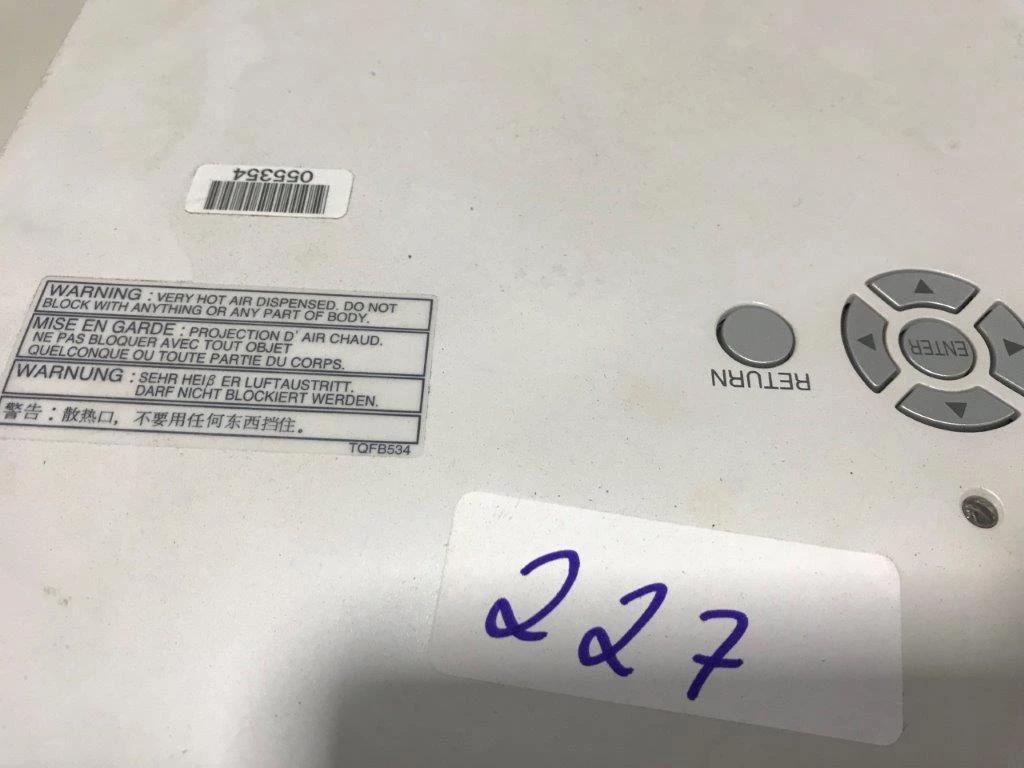 055354
WARNING : VERY HOT AIR DISPENSED. DO NOT
BLOCK WITH ANYTHING OR ANY PART OF BODY.
MISE EN GARDE : PROJECTION D' AIR CHAUD.
NE PAS BLOQUER AVEC TOUT OBJET
QUELCONQUE OU TOUTE PARTIE DU CORPS.
WARNUNG : SEHR HEIß ER LUFTAUSTRITT.
DARF NICHT BLOCKIERT WERDEN.
警告：散热口，不要用任何东西挡住。
TQFB534
RETURN
ENTER
227